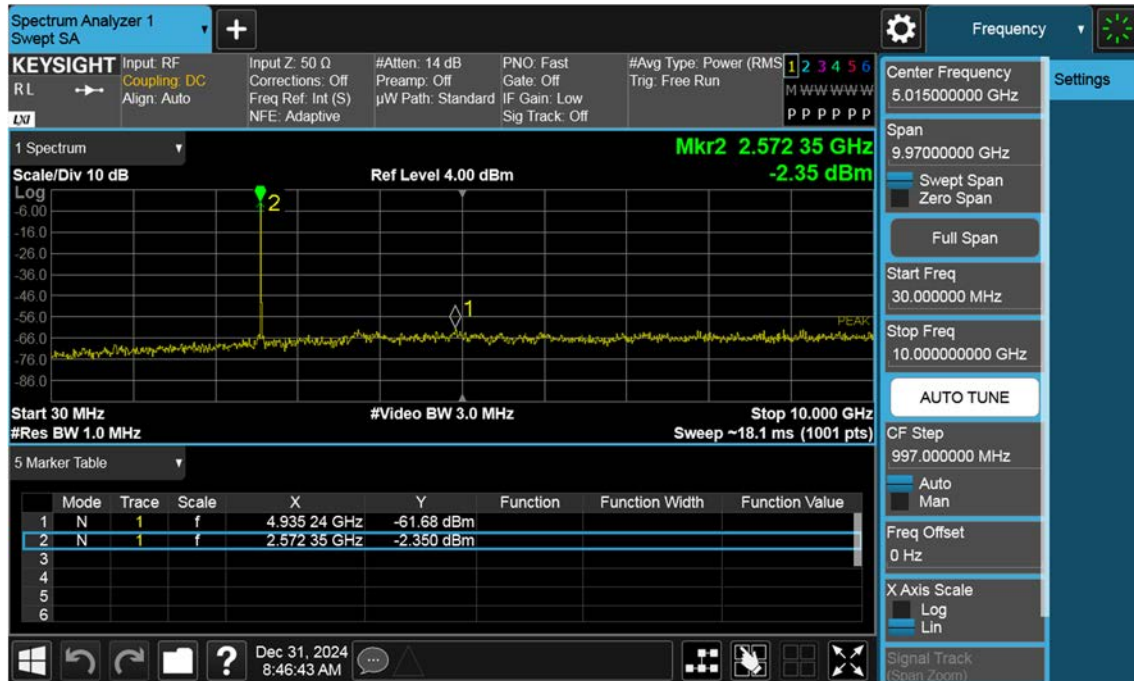 Spectrum Analyzer 1
Swept SA
Frequency
KEYSIGHT
RL
LXI
Input: RF
Coupling: DC
Align: Auto
Input Z: 50 Ω
Corrections: Off
Freq Ref: Int (S)
NFE: Adaptive
#Atten: 14 dB
Preamp: Off
µW Path: Standard
PNO: Fast
Gate: Off
IF Gain: Low
Sig Track: Off
#Avg Type: Power (RMS
Trig: Free Run
1 2 3 4 5 6
M W W W W W
P P P P P P
1 Spectrum
Mkr2 2.572 35 GHz
-2.35 dBm
Scale/Div 10 dB
Ref Level 4.00 dBm
Log
-6.00
-16.0
-26.0
-36.0
-46.0
-56.0
-66.0
-76.0
-86.0
2
1
PEAK
Start 30 MHz
#Video BW 3.0 MHz
Stop 10.000 GHz
#Res BW 1.0 MHz
Sweep ~18.1 ms (1001 pts)
5 Marker Table
Mode Trace Scale X Y Function Function Width Function Value
1 N 1 f 4.935 24 GHz -61.68 dBm
2 N 1 f 2.572 35 GHz -2.350 dBm
3
4
5
6
Dec 31, 2024
8:46:43 AM
Center Frequency
5.015000000 GHz
Span
9.97000000 GHz
Swept Span
Zero Span
Full Span
Start Freq
30.000000 MHz
Stop Freq
10.000000000 GHz
AUTO TUNE
CF Step
997.000000 MHz
Auto
Man
Freq Offset
0 Hz
X Axis Scale
Log
Lin
Signal Track
(Span Zoom)
Settings